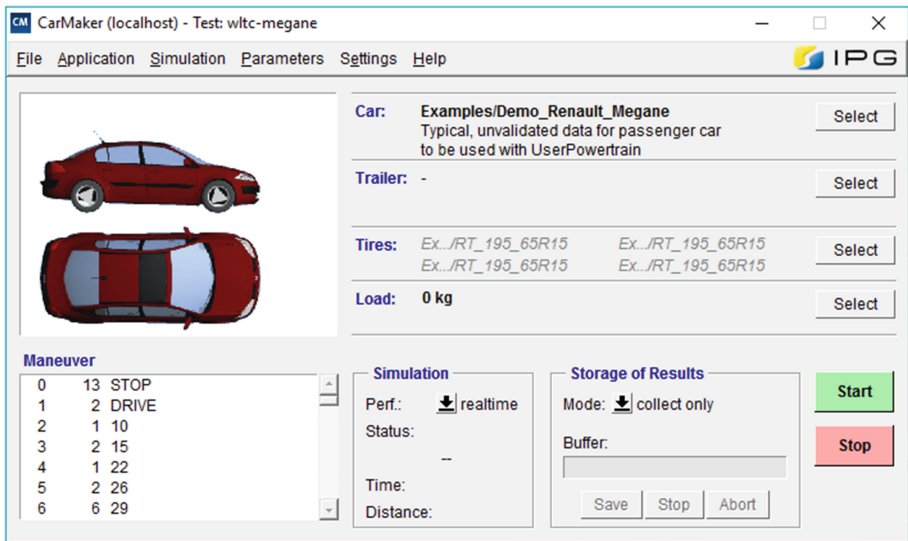 CM CarMaker (localhost) - Test: wltc-megane
File Application Simulation Parameters Settings Help IPG
Car: Examples/Demo_Renault_Megane Select
Typical, unvalidated data for passenger car
to be used with UserPowertrain
Trailer: - Select
Tires: Ex.../RT_195_65R15 Ex.../RT_195_65R15 Select
Ex.../RT_195_65R15 Ex.../RT_195_65R15
Load: 0 kg Select
Maneuver
0 13 STOP
1 2 DRIVE
2 1 10
3 2 15
4 1 22
5 2 26
6 6 29
Simulation
Perf.: realtime
Status:
--
Time:
Distance:
Storage of Results
Mode: collect only
Buffer:
Save Stop Abort
Start
Stop